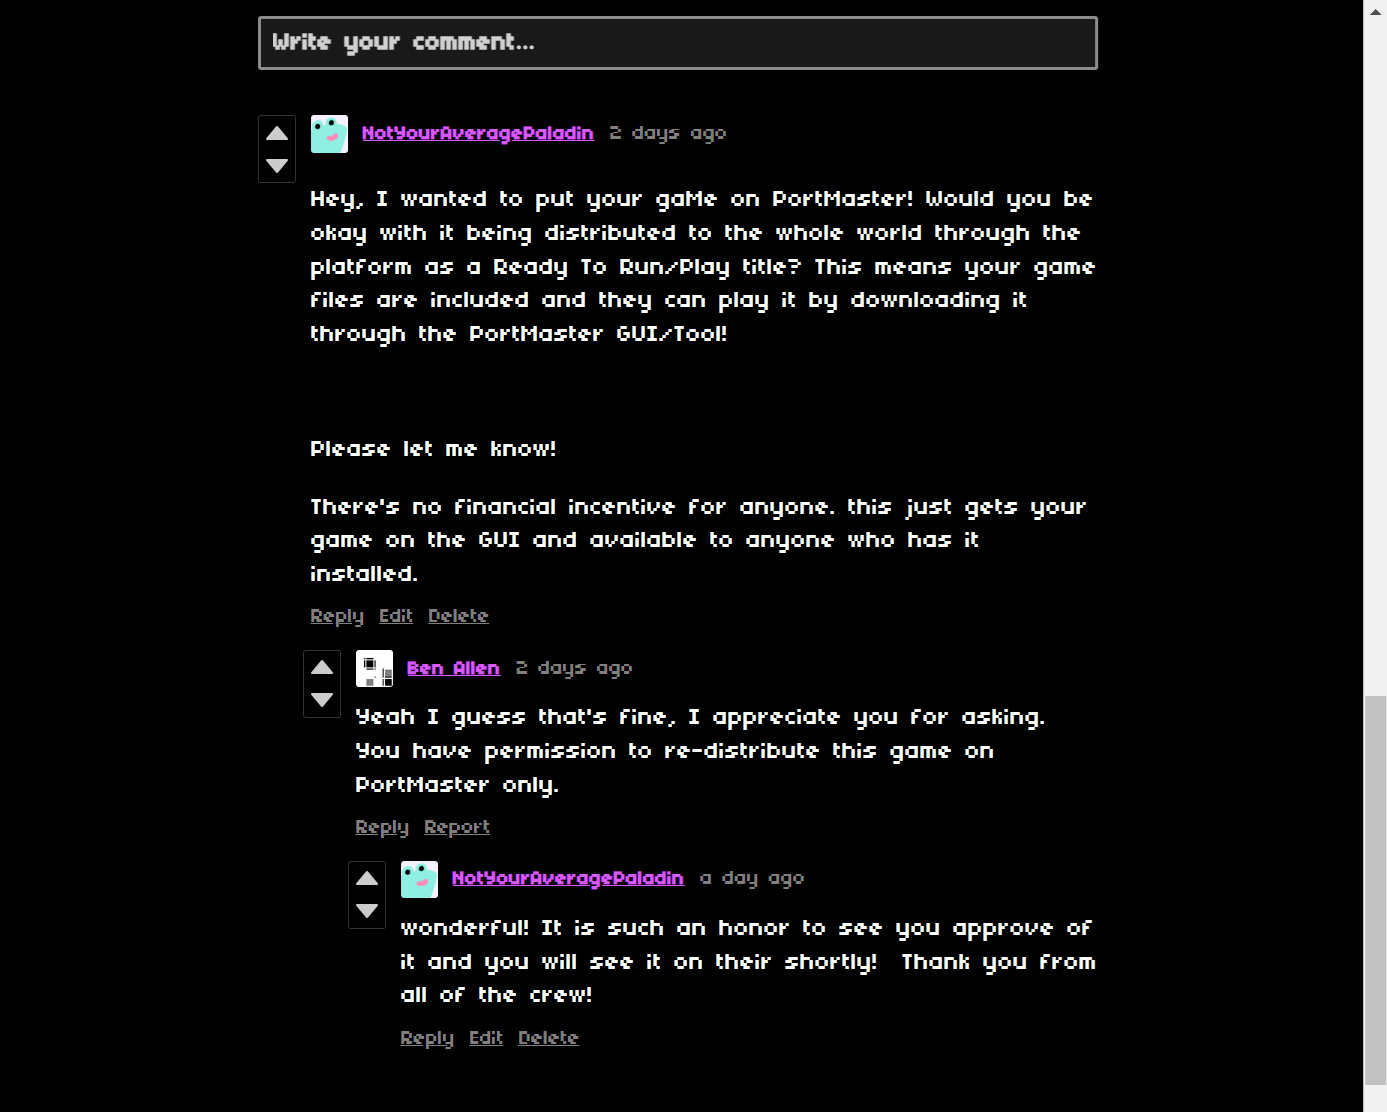 Write your comment...
NotYourAveragePaladin 2 days ago
Hey, I wanted to put your gaMe on PortMaster! Would you be
okay with it being distributed to the whole world through the
platform as a Ready To Run/Play title? This means your game
files are included and they can play it by downloading it
through the PortMaster GUI/Tool!
Please let me know!
There's no financial incentive for anyone. this just gets your
game on the GUI and available to anyone who has it
installed.
Reply Edit Delete
Ben Allen 2 days ago
Yeah I guess that's fine, I appreciate you for asking.
You have permission to re-distribute this game on
PortMaster only.
Reply Report
NotYourAveragePaladin a day ago
wonderful! It is such an honor to see you approve of
it and you will see it on their shortly! Thank you from
all of the crew!
Reply Edit Delete